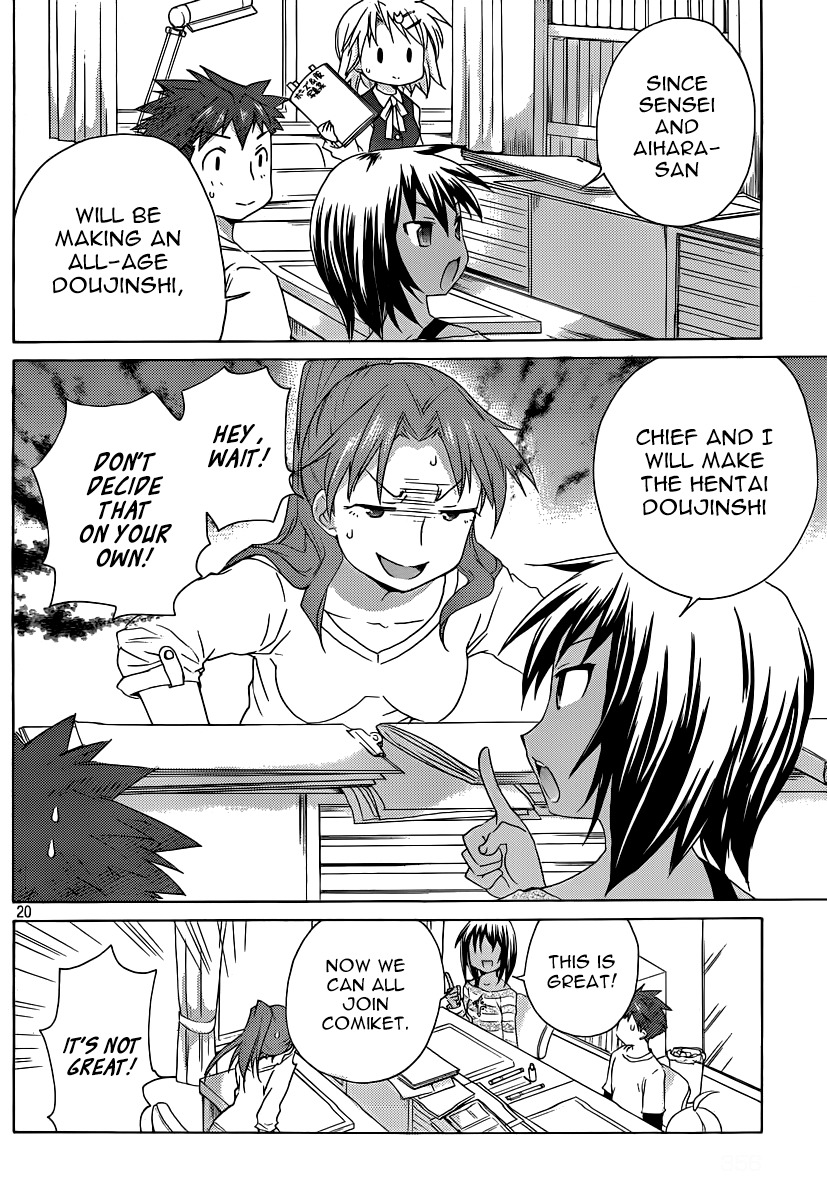 SINCE
SENSEI
AND
AIHARA-
SAN
WILL BE
MAKING AN
ALL-AGE
DOUJINSHI,
CHIEF AND I
WILL MAKE
THE HENTAI
DOUJINSHI
HEY,
WAIT!
DON'T
DECIDE
THAT
ON YOUR
OWN!
20
THIS IS
GREAT!
NOW WE
CAN ALL
JOIN
COMIKET.
IT'S NOT
GREAT!